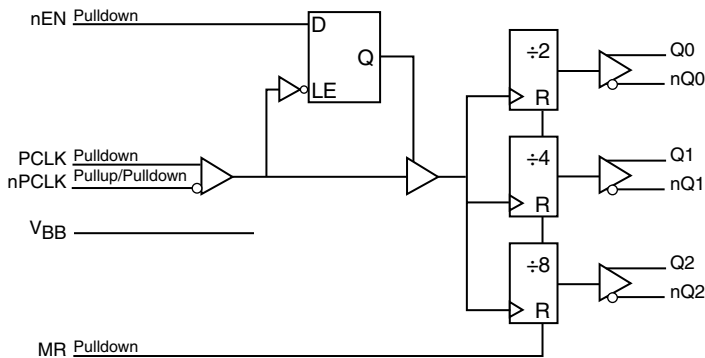 nEN Pulldown
D
Q
LE
÷2
R
Q0
nQ0
PCLK Pulldown
nPCLK Pullup/Pulldown
÷4
R
Q1
nQ1
VBB
÷8
R
Q2
nQ2
MR Pulldown